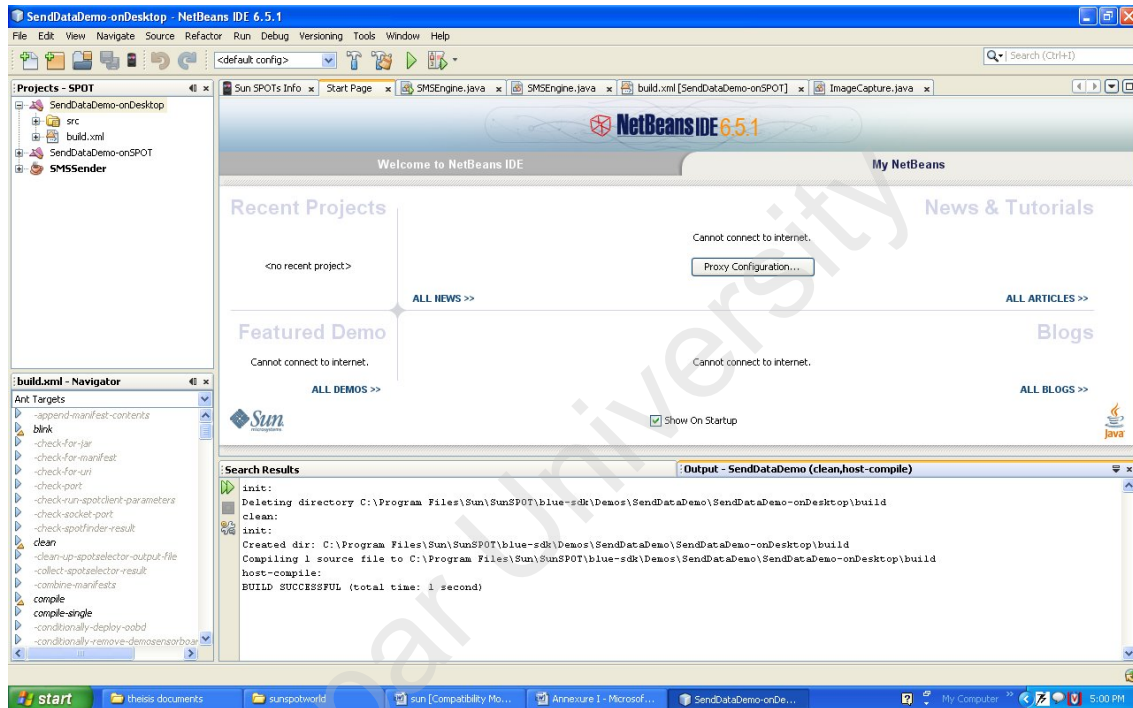 SendDataDemo-onDesktop - NetBeans IDE 6.5.1
File Edit View Navigate Source Refactor Run Debug Versioning Tools Window Help
<default config>
Search (Ctrl+I)
Projects - SPOT
Sun SPOTs Info
Start Page
SMSEngine.java
SMSEngine.java
build.xml [SendDataDemo-onSPOT]
ImageCapture.java
SendDataDemo-onDesktop
src
build.xml
SendDataDemo-onSPOT
SMSSender
NetBeans IDE 6.5.1
Welcome to NetBeans IDE
My NetBeans
Recent Projects
<no recent project>
News & Tutorials
Cannot connect to internet.
Proxy Configuration...
ALL NEWS >>
ALL ARTICLES >>
Featured Demo
Cannot connect to internet.
ALL DEMOS >>
Blogs
Cannot connect to internet.
ALL BLOGS >>
Sun
microsystems
Show On Startup
Java
build.xml - Navigator
Ant Targets
-append-manifest-contents
blink
-check-for-jar
-check-for-manifest
-check-for-uri
-check-port
-check-run-spotclient-parameters
-check-socket-port
-check-spotfinder-result
clean
-clean-up-spotselector-output-file
-collect-spotselector-result
-combine-manifests
compile
compile-single
-conditionally-deploy-oobd
-conditionally-remove-demosensorboar
Search Results
Output - SendDataDemo (clean,host-compile)
init:
Deleting directory C:\Program Files\Sun\SunSPOT\blue-sdk\Demos\SendDataDemo\SendDataDemo-onDesktop\build
clean:
init:
Created dir: C:\Program Files\Sun\SunSPOT\blue-sdk\Demos\SendDataDemo\SendDataDemo-onDesktop\build
Compiling 1 source file to C:\Program Files\Sun\SunSPOT\blue-sdk\Demos\SendDataDemo\SendDataDemo-onDesktop\build
host-compile:
BUILD SUCCESSFUL (total time: 1 second)
par University
start
theisis documents
sunspotworld
sun [Compatibility Mo...
Annexure I - Microsof...
SendDataDemo-onDe...
My Computer
5:00 PM